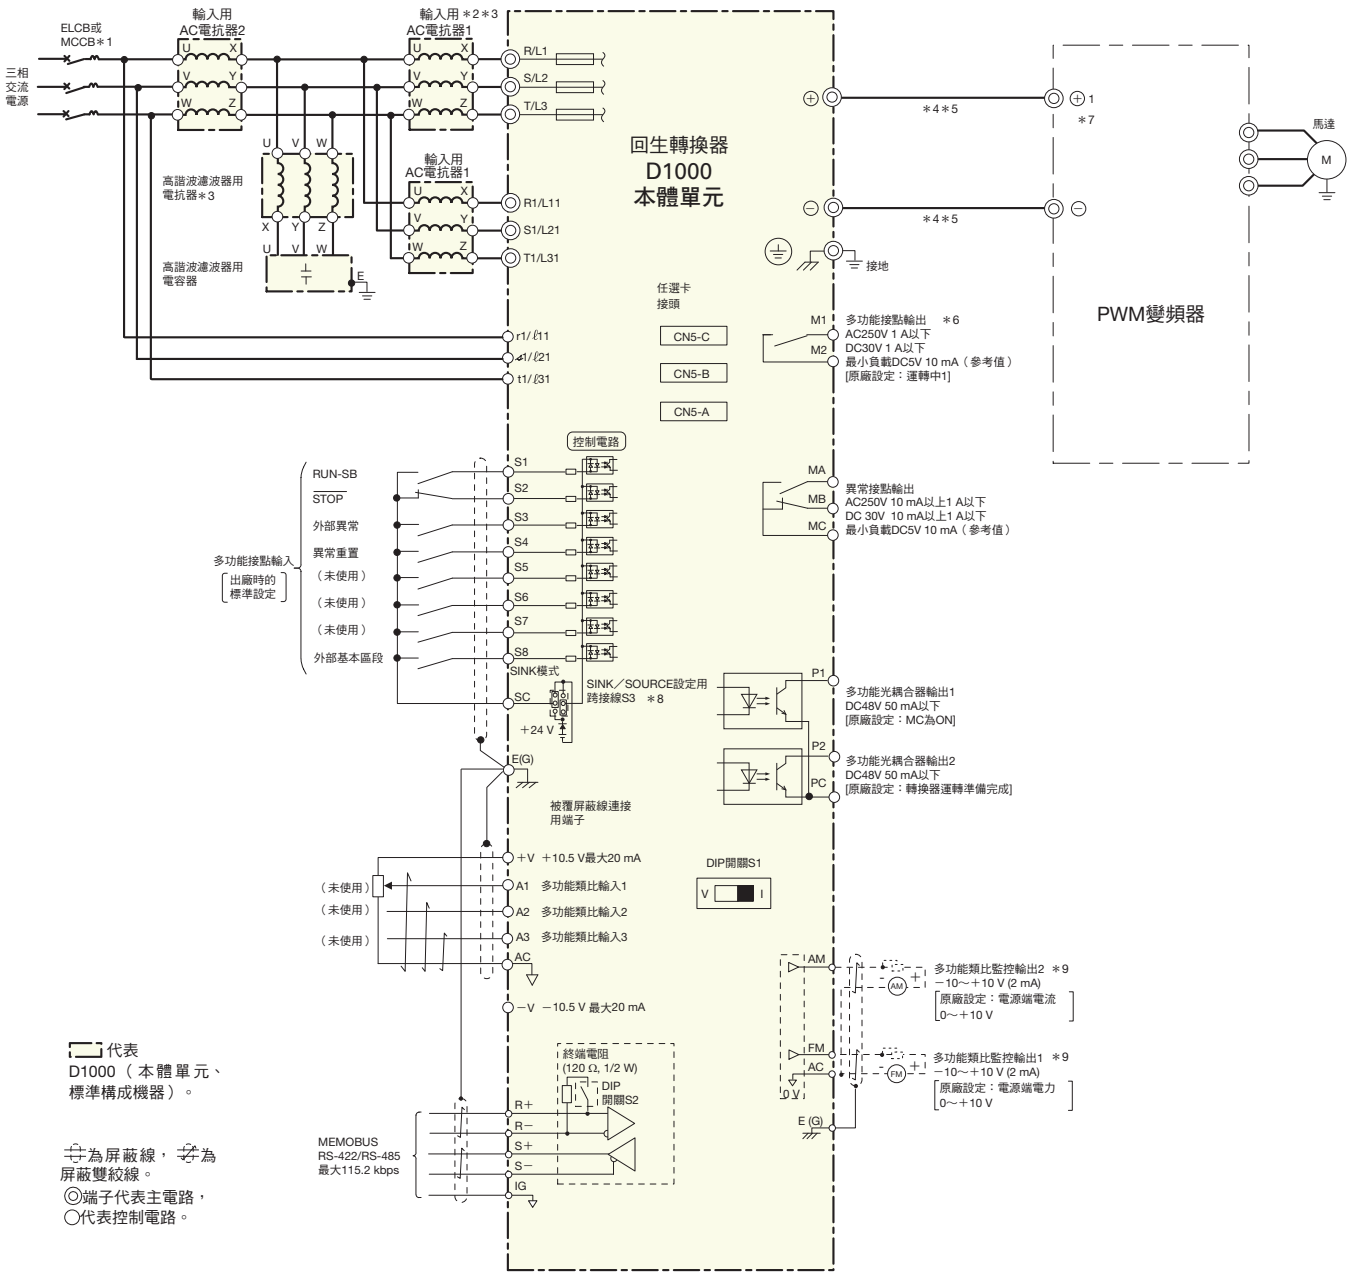 ELCB或
MCCB＊1
三相
交流
電源
輸入用
AC電抗器2
U X
V Y
W Z
輸入用＊2＊3
AC電抗器1
U X
V Y
W Z
R/L1
S/L2
T/L3
U V W
高諧波濾波器用
電抗器＊3
X Y Z
U V W
高諧波濾波器用
電容器
E
輸入用
AC電抗器1
U X
V Y
W Z
R1/L11
S1/L21
T1/L31
r1/ℓ11
s1/ℓ21
t1/ℓ31
回生轉換器
D1000
本體單元
＊4＊5
＊4＊5
接地
＋1
＊7
−
PWM變頻器
馬達
M
任選卡
接頭
CN5-C
CN5-B
CN5-A
M1
M2
多功能接點輸出 ＊6
AC250V 1 A以下
DC30V 1 A以下
最小負載DC5V 10 mA（參考值）
[原廠設定：運轉中1]
控制電路
多功能接點輸入
出廠時的
標準設定
RUN-SB
STOP
外部異常
異常重置
（未使用）
（未使用）
（未使用）
外部基本區段
S1
S2
S3
S4
S5
S6
S7
S8
SINK模式
SC
＋24 V
SINK／SOURCE設定用
跨接線S3 ＊8
MA
MB
MC
異常接點輸出
AC250V 10 mA以上1 A以下
DC 30V 10 mA以上1 A以下
最小負載DC5V 10 mA（參考值）
P1
多功能光耦合器輸出1
DC48V 50 mA以下
[原廠設定：MC為ON]
P2
PC
多功能光耦合器輸出2
DC48V 50 mA以下
[原廠設定：轉換器運轉準備完成]
E(G)
被覆屏蔽線連接
用端子
＋V ＋10.5 V最大20 mA
（未使用） A1 多功能類比輸入1
（未使用） A2 多功能類比輸入2
（未使用） A3 多功能類比輸入3
AC
−V −10.5 V 最大20 mA
DIP開關S1
V I
AM
AM
− ＋
多功能類比監控輸出2 ＊9
−10～＋10 V (2 mA)
原廠設定：電源端電流
0～＋10 V
FM
AC
0 V
FM
− ＋
多功能類比監控輸出1 ＊9
−10～＋10 V (2 mA)
原廠設定：電源端電力
0～＋10 V
E (G)
終端電阻
(120 Ω, 1/2 W)
DIP
開關S2
MEMOBUS
RS-422/RS-485
最大115.2 kbps
R＋
R−
S＋
S−
IG
代表
D1000（本體單元、
標準構成機器）。
為屏蔽線，為
屏蔽雙絞線。
◎端子代表主電路，
○代表控制電路。